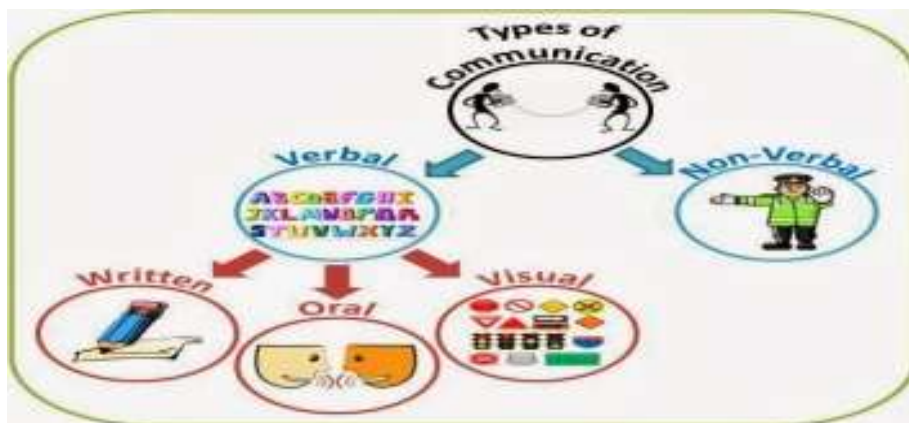 Types of
Communication
Verbal
Non-Verbal
Written
Oral
Visual